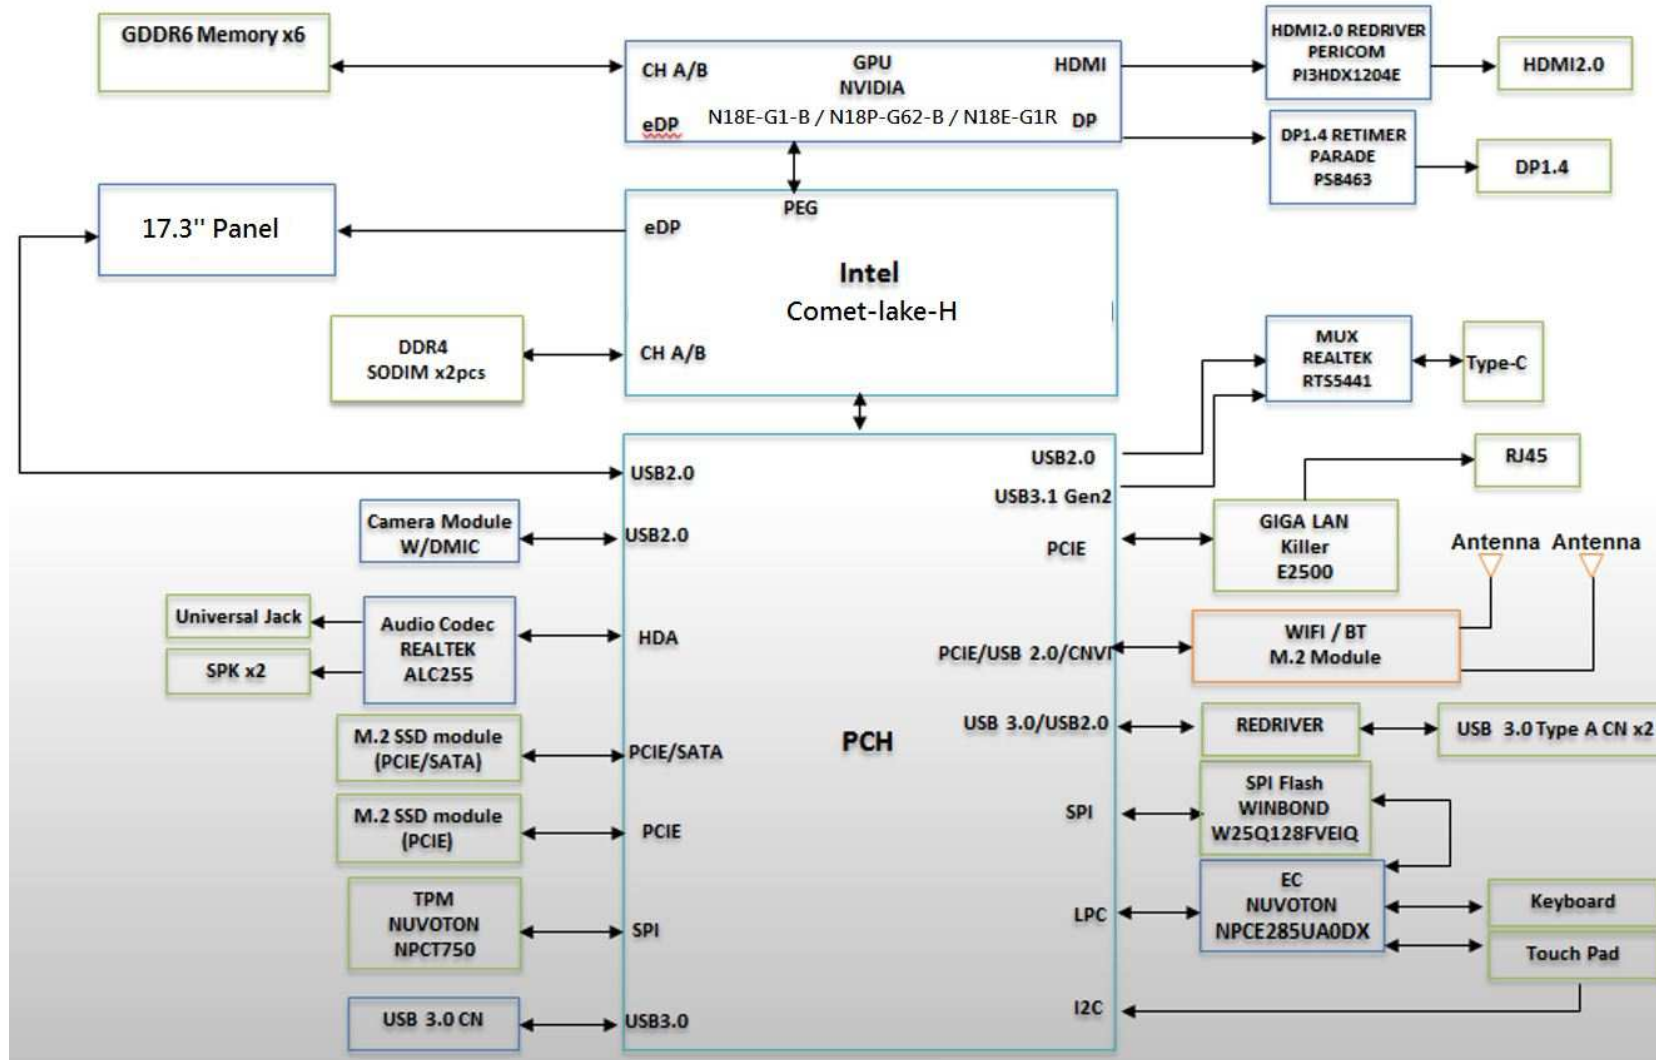 GDDR6 Memory x6
CH A/B
GPU
NVIDIA
HDMI
eDP
N18E-G1-B / N18P-G62-B / N18E-G1R
DP
HDMI2.0 REDRIVER
PERICOM
PI3HDX1204E
HDMI2.0
DP1.4 RETIMER
PARADE
PS8463
DP1.4
17.3'' Panel
PEG
eDP
Intel
Comet-lake-H
CH A/B
DDR4
SODIM x2pcs
MUX
REALTEK
RTS5441
Type-C
USB2.0
USB2.0
USB3.1 Gen2
RJ45
Camera Module
W/DMIC
USB2.0
PCIE
GIGA LAN
Killer
E2500
Antenna
Antenna
Universal Jack
SPK x2
Audio Codec
REALTEK
ALC255
HDA
PCIE/USB 2.0/CNVI
WIFI / BT
M.2 Module
M.2 SSD module
(PCIE/SATA)
PCIE/SATA
PCH
USB 3.0/USB2.0
REDRIVER
USB 3.0 Type A CN x2
M.2 SSD module
(PCIE)
PCIE
SPI
SPI Flash
WINBOND
W25Q128FVEIQ
TPM
NUVOTON
NPCT750
SPI
LPC
EC
NUVOTON
NPCE285UA0DX
Keyboard
Touch Pad
USB 3.0 CN
USB3.0
I2C